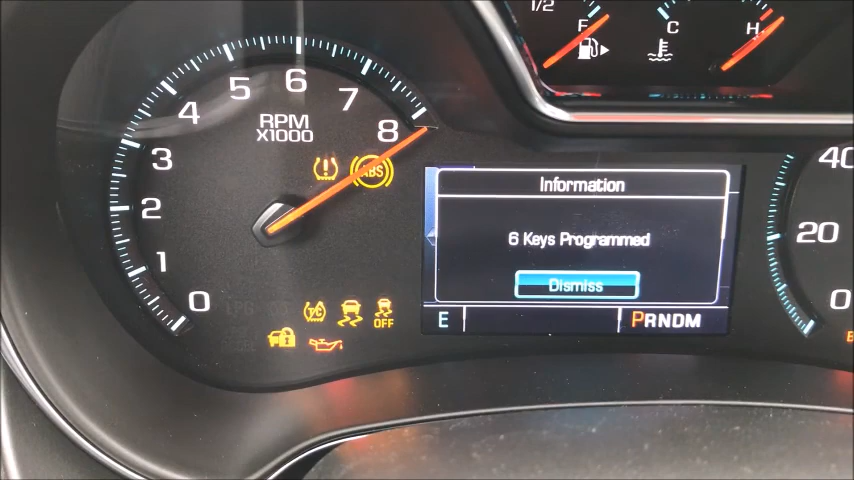 1/2
F
C
H
0
1
2
3
4
5
6
7
8
RPM
X1000
ABS
Information
6 Keys Programmed
Dismiss
E
PRNDM
TC
OFF
40
20
0